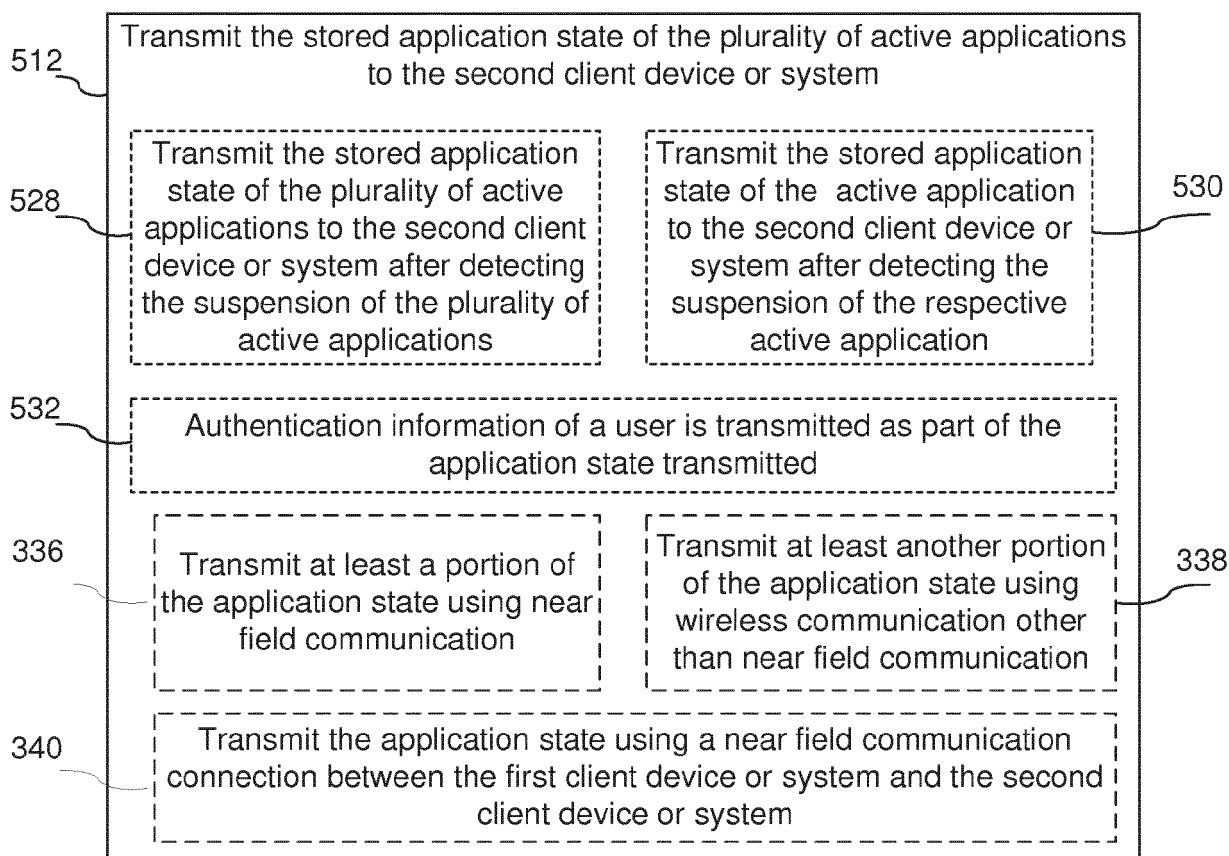 Transmit the stored application state of the plurality of active applications
to the second client device or system
512
Transmit the stored application
state of the plurality of active
applications to the second client
device or system after detecting
the suspension of the plurality of
active applications
528
Transmit the stored application
state of the active application
to the second client device or
system after detecting the
suspension of the respective
active application
530
532
Authentication information of a user is transmitted as part of the
application state transmitted
336
Transmit at least a portion of
the application state using near
field communication
Transmit at least another portion
of the application state using
wireless communication other
than near field communication
338
340
Transmit the application state using a near field communication
connection between the first client device or system and the second
client device or system